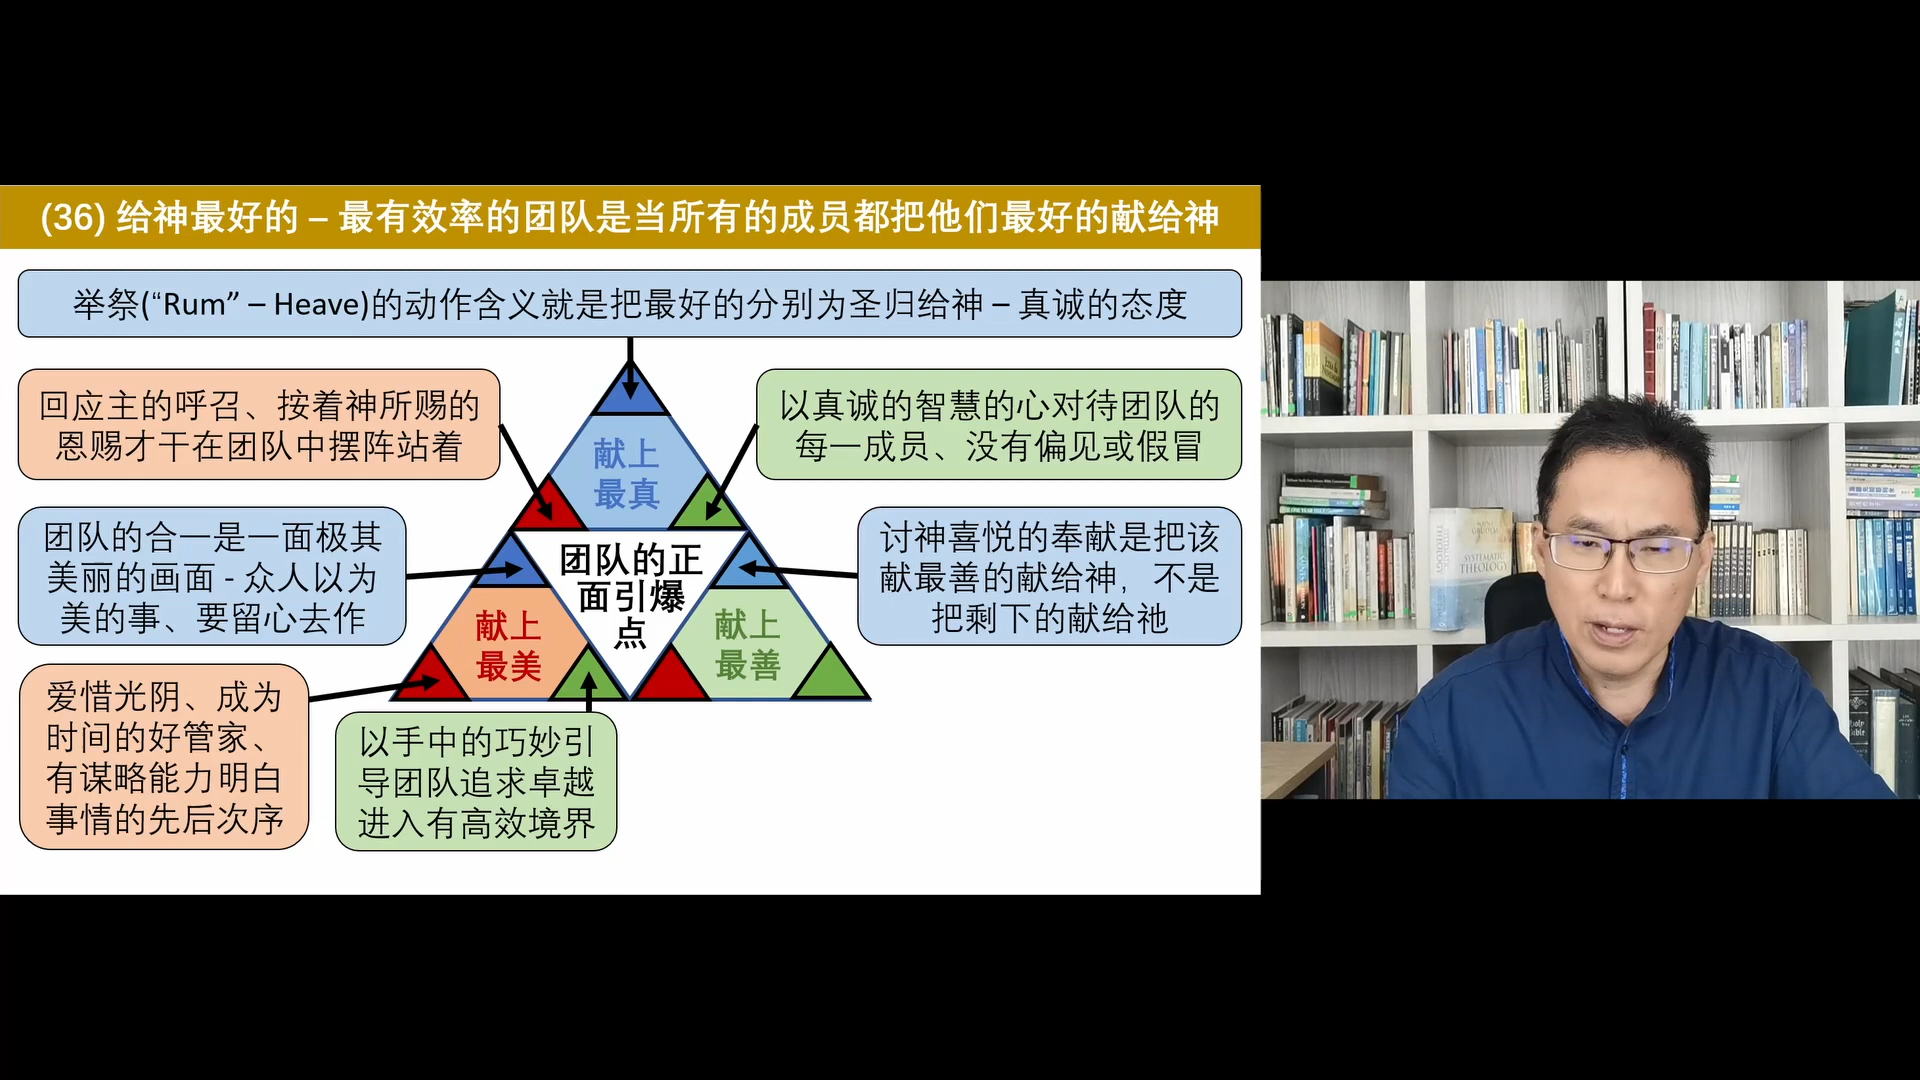 (36) 给神最好的 – 最有效率的团队是当所有的成员都把他们最好的献给神
举祭(“Rum” – Heave)的动作含义就是把最好的分别为圣归给神 – 真诚的态度
回应主的呼召、按着神所赐的
恩赐才干在团队中摆阵站着
以真诚的智慧的心对待团队的
每一成员、没有偏见或假冒
献上
最真
团队的合一是一面极其
美丽的画面 - 众人以为
美的事、要留心去作
团队的正
面引爆
点
讨神喜悦的奉献是把该
献最善的献给神，不是
把剩下的献给祂
献上
最美
献上
最善
爱惜光阴、成为
时间的好管家、
有谋略能力明白
事情的先后次序
以手中的巧妙引
导团队追求卓越
进入有高效境界
SYSTEMATIC
THEOLOGY